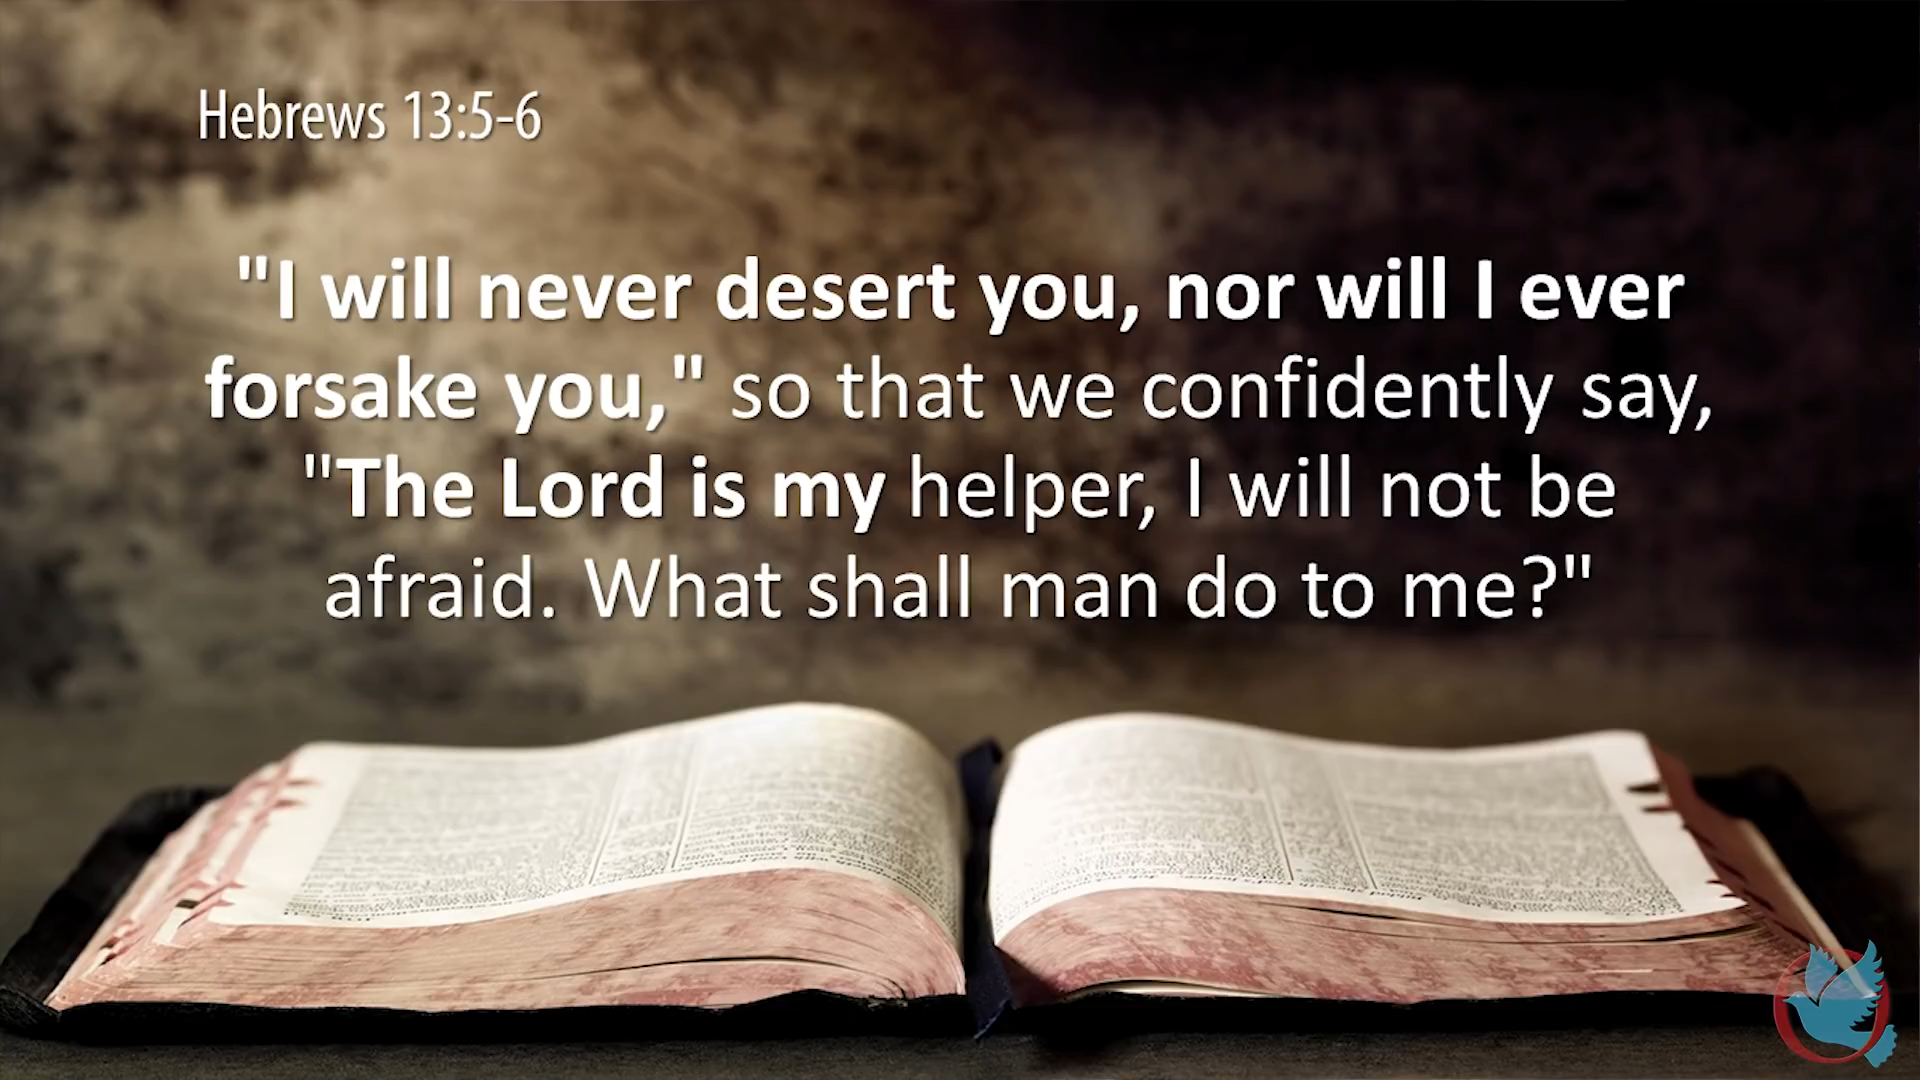 Hebrews 13:5-6
"I will never desert you, nor will I ever
forsake you," so that we confidently say,
"The Lord is my helper, I will not be
afraid. What shall man do to me?"